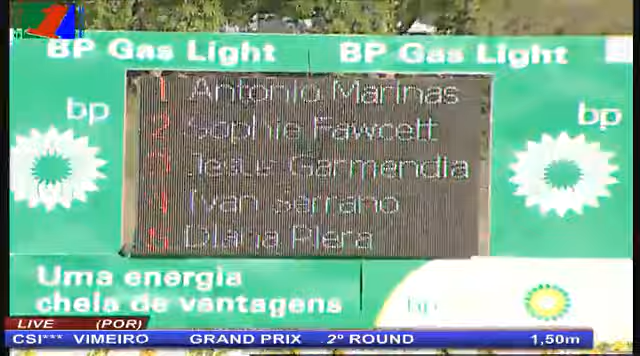 BP Gas Light
BP Gas Light
bp
bp
1 Antonio Marinas
2 Sophie Fawcett
3 Jesus Garmendia
4 Ivan Serrano
5 Diana Piera
Uma energia
cheia de vantagens
bp
LIVE (POR)
CSI*** VIMEIRO GRAND PRIX 2º ROUND 1,50m